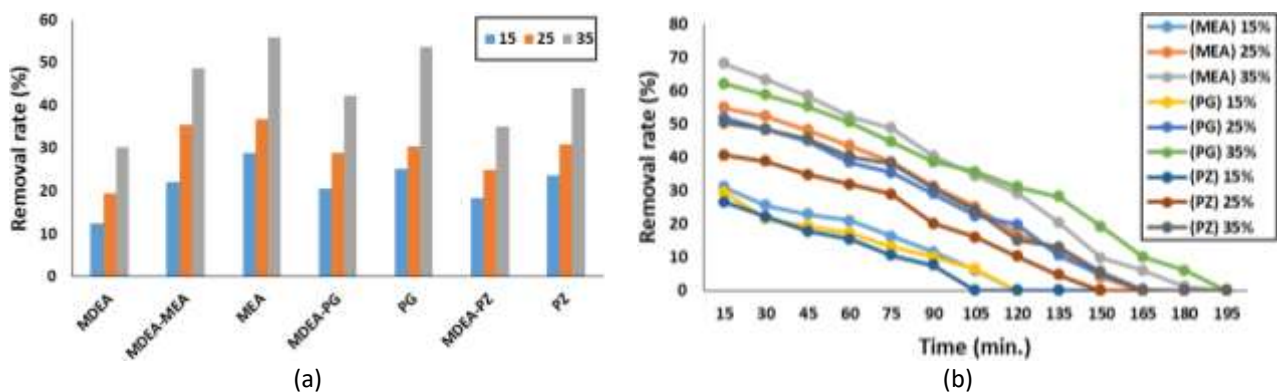 60
50
40
30
20
10
0
Removal rate (%)
15 25 35
MDEA
MDEA-MEA
MEA
MDEA-PG
PG
MDEA-PZ
PZ
(a)
80
70
60
50
40
30
20
10
0
Removal rate (%)
15 30 45 60 75 90 105 120 135 150 165 180 195
Time (min.)
(MEA) 15%
(MEA) 25%
(MEA) 35%
(PG) 15%
(PG) 25%
(PG) 35%
(PZ) 15%
(PZ) 25%
(PZ) 35%
(b)